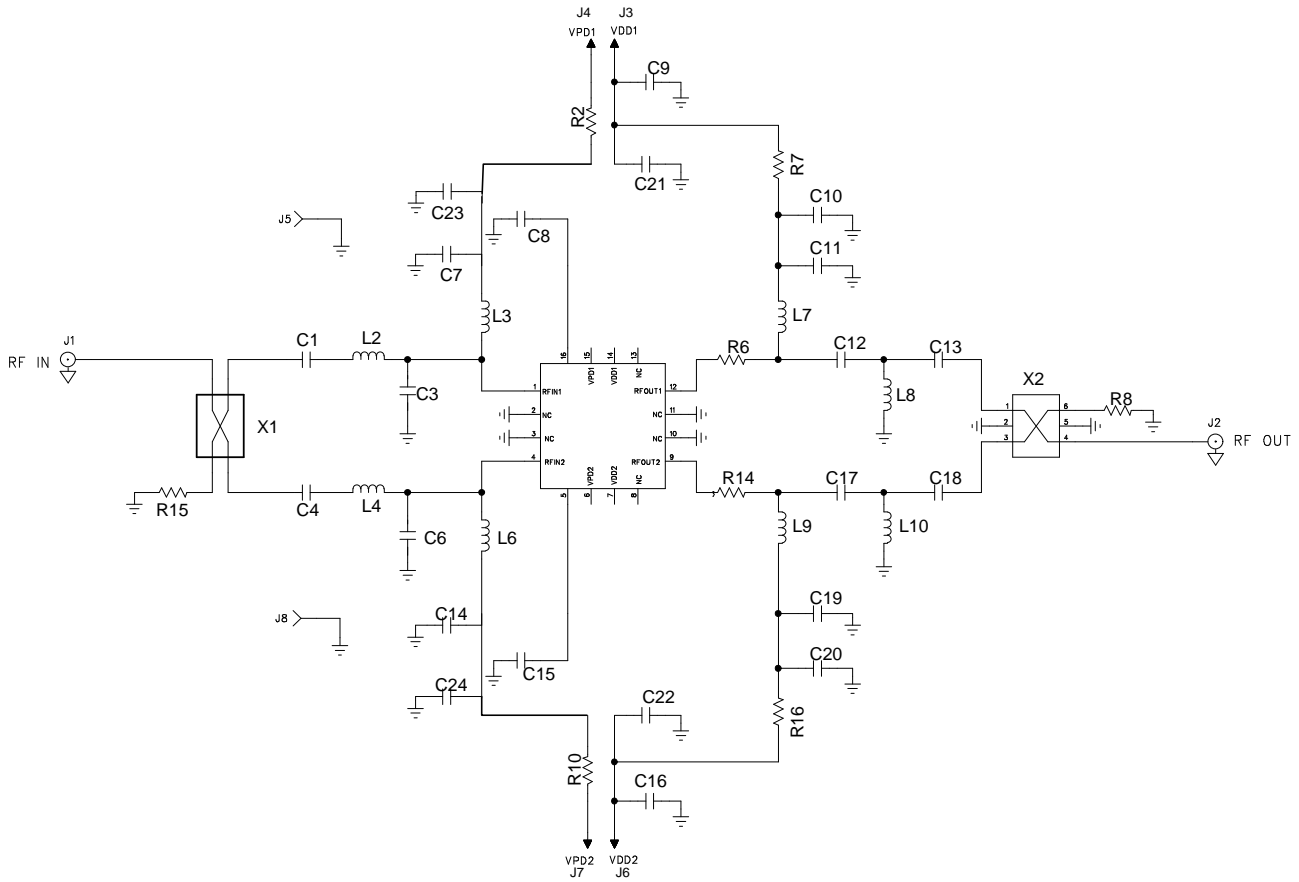 J4 J3
VPD1 VDD1
C9
R2
R7
C21
C23
C10
J5
C8
C7
C11
L3
L7
J1
RF IN
C1 L2
R6
C12 C13
16 15 14 13
VPD1 VDD1 NC
C3
L8
X2
1 RFIN1 RFOUT1 12
2 NC NC 11
3 NC NC 10
4 RFIN2 RFOUT2 9
1 6 R8
2 5
3 4
J2
RF OUT
X1
VPD2 VDD2 NC
5 6 7 8
R15
C4 L4
R14
C17 C18
C6
L6
L9
L10
J8
C14
C19
C15
C20
C24
C22
R16
R10
C16
VPD2 VDD2
J7 J6